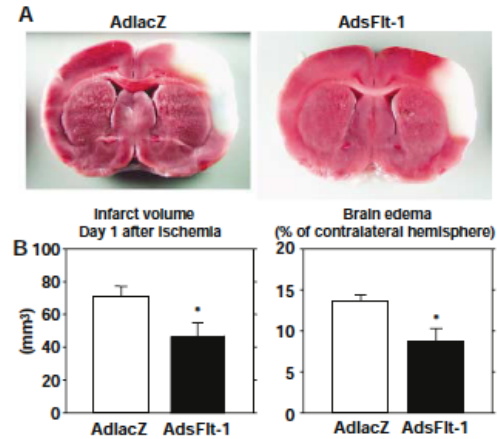 A
AdlacZ
AdsFlt-1
B
Infarct volume
Day 1 after ischemia
(mm³)
100
80
60
40
20
0
*
AdlacZ AdsFlt-1
Brain edema
(% of contralateral hemisphere)
20
15
10
5
0
*
AdlacZ AdsFlt-1